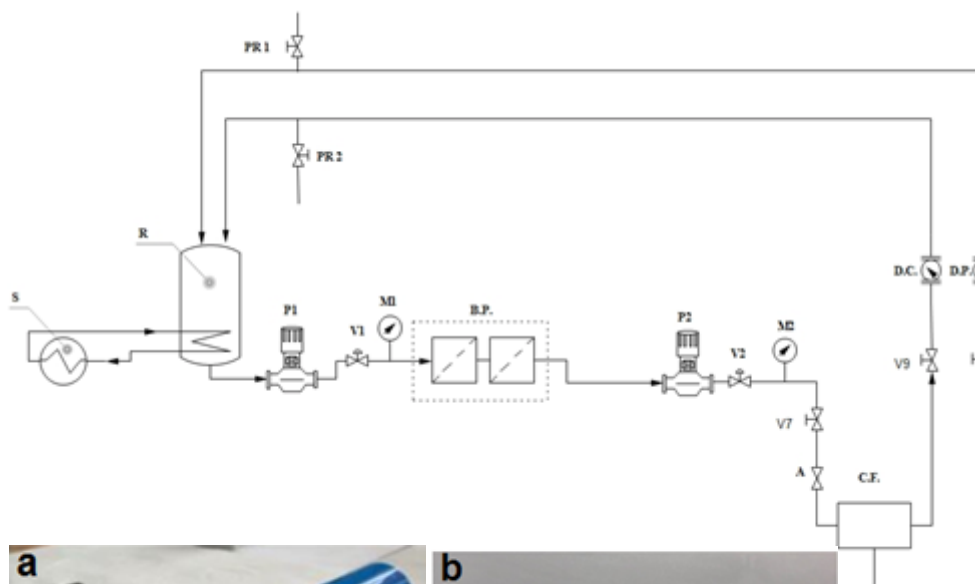 PR 1
PR 2
R
D.C.
D.P.
S
P1
M1
B.P.
P2
M2
V1
V2
V9
V7
A
C.F.
a
b